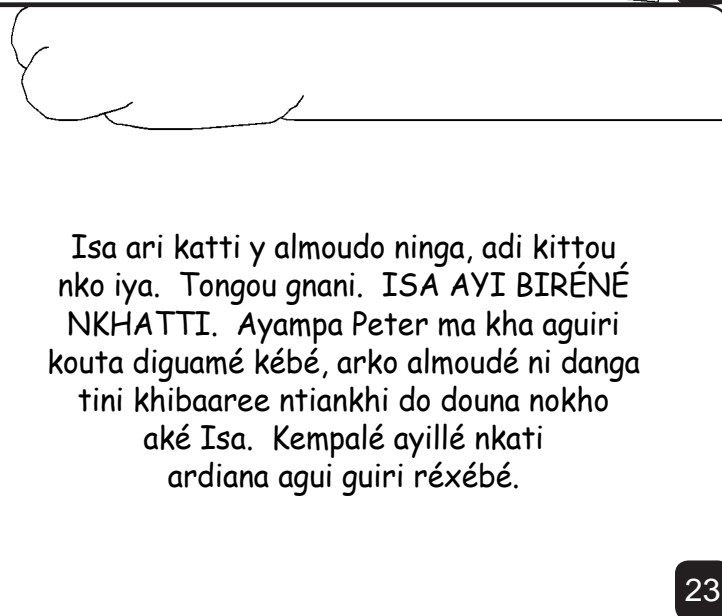 Isa ari katti y almoudo ninga, adi kittou
nko iya.  Tongou gnani.  ISA AYI BIRÉNÉ
NKHATTI.  Ayampa Peter ma kha aguiri
kouta diguamé kébé, arko almoudé ni danga
tini khibaaree ntiankhi do douna nokho
aké Isa.  Kempalé ayillé nkati
ardiana agui guiri réxébé.
23